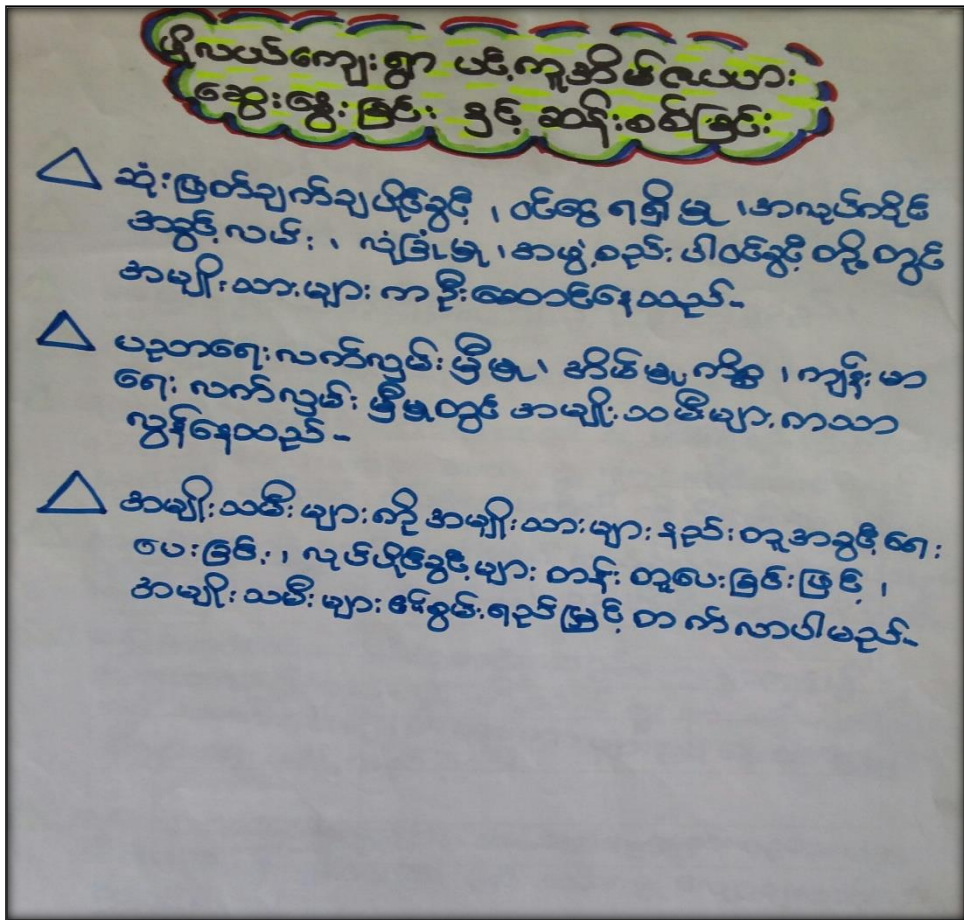 ဖိုလယ်ကျေးရွာ ပင့်ကူအိမ်ဇယား
ဆွေးနွေးခြင်း နှင့် ဆန်းစစ်ခြင်း
△ ဆုံးဖြတ်ချက်ချပိုင်ခွင့်၊ ဝင်ငွေရရှိမှု၊ အလုပ်အကိုင်
အခွင့်လမ်း၊ လုံခြုံမှု၊ အဖွဲ့စည်းပါဝင်ခွင့် တို့တွင်
အမျိုးသားများ က ဦးဆောင်နေသည်-
△ ပညာရေးလက်လှမ်းမှီမှု၊ အိမ်မှုကိစ္စ၊ ကျန်းမာ
ရေး လက်လှမ်းမှီမှုတွင် အမျိုးသမီးများကသာ
လွန်နေသည်-
△ အမျိုးသမီးများကို အမျိုးသားများနည်းတူ အခွင့်ရေး
ပေးခြင်း၊ လုပ်ပိုင်ခွင့်များ တန်းတူပေးခြင်းဖြင့်၊
အမျိုးသမီးများ စွမ်းရည်မြှင့်တက်လာပါမည်-